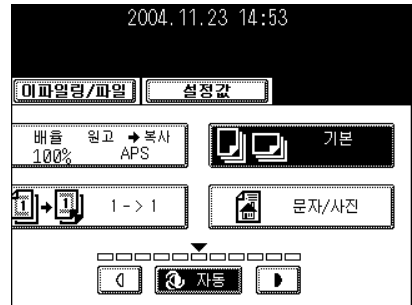 2004.11.23 14:53
이파일링/파일 설정값
배율 원고 ➔복사
100% APS
기본
1 -> 1
문자/사진
자동